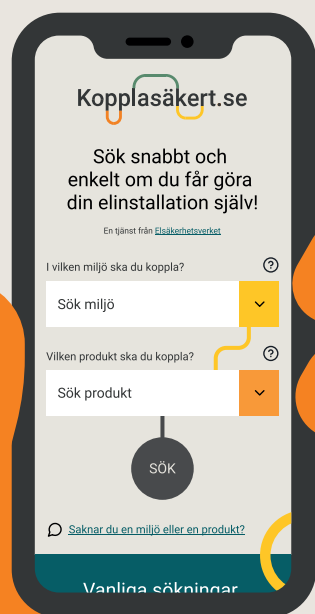 Kopplasäkert.se
Sök snabbt och
enkelt om du får göra
din elinstallation själv!
En tjänst från Elsäkerhetsverket
I vilken miljö ska du koppla?
Sök miljö
Vilken produkt ska du koppla?
Sök produkt
SÖK
Saknar du en miljö eller en produkt?
Vanliga sökningar